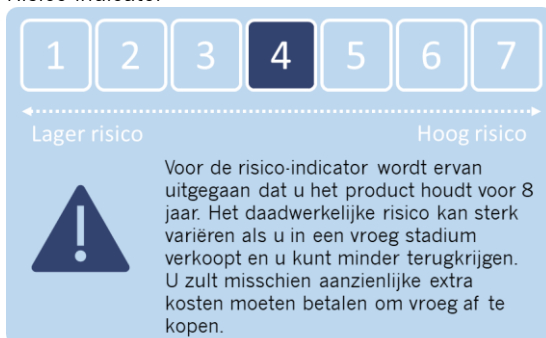 1 2 3 4 5 6 7
Lager risico Hoog risico
Voor de risico-indicator wordt ervan
uitgegaan dat u het product houdt voor 8
jaar. Het daadwerkelijke risico kan sterk
variëren als u in een vroeg stadium
verkoopt en u kunt minder terugkrijgen.
U zult misschien aanzienlijke extra
kosten moeten betalen om vroeg af te
kopen.